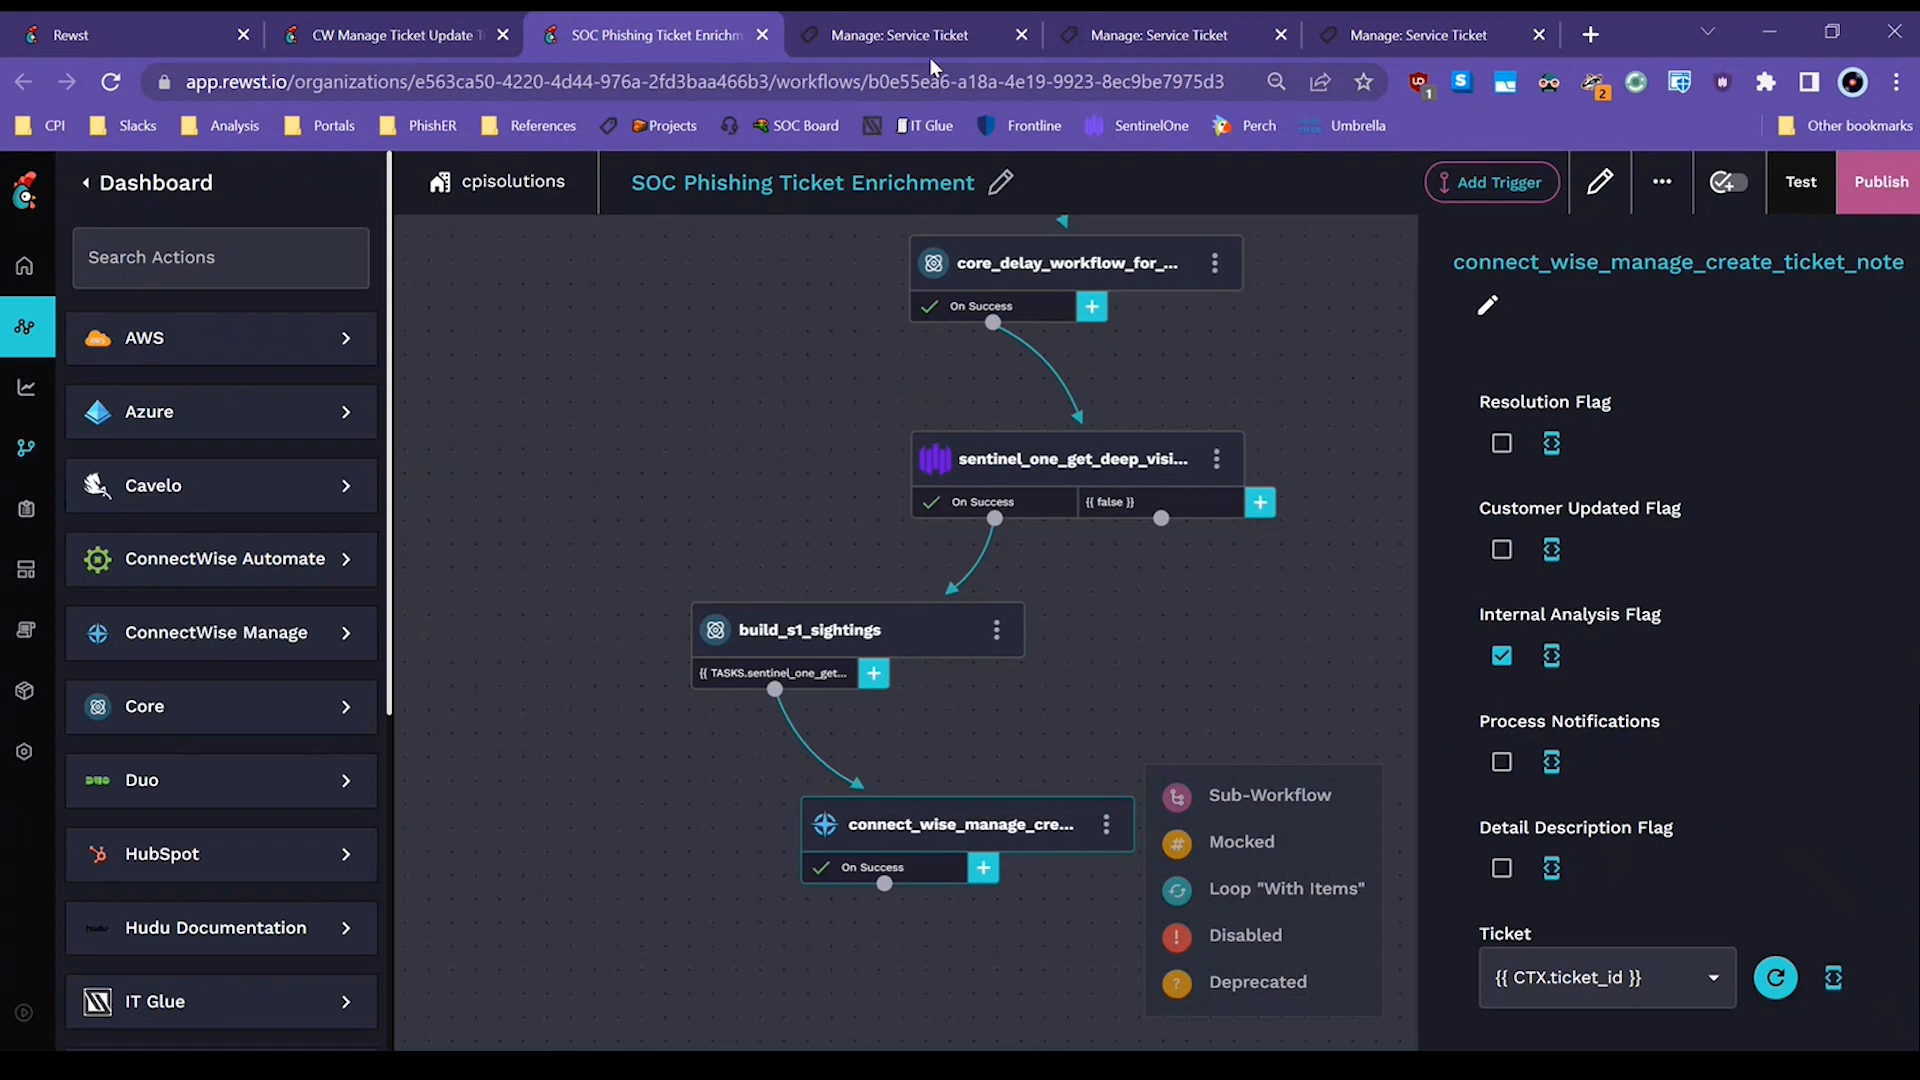 Rewst
CW Manage Ticket Update T
SOC Phishing Ticket Enrichm
Manage: Service Ticket
Manage: Service Ticket
Manage: Service Ticket
app.rewst.io/organizations/e563ca50-4220-4d44-976a-2fd3baa466b3/workflows/b0e55ea6-a18a-4e19-9923-8ec9be7975d3
1
2
CPI
Slacks
Analysis
Portals
PhishER
References
Projects
SOC Board
IT Glue
Frontline
SentinelOne
Perch
Umbrella
Other bookmarks
Dashboard
cpisolutions
SOC Phishing Ticket Enrichment
Add Trigger
Test
Publish
Search Actions
AWS
Azure
Cavelo
ConnectWise Automate
ConnectWise Manage
Core
Duo
HubSpot
Hudu Documentation
IT Glue
core_delay_workflow_for_...
On Success
sentinel_one_get_deep_visi...
On Success
{{ false }}
build_s1_sightings
{{ TASKS.sentinel_one_get...
connect_wise_manage_cre...
On Success
Sub-Workflow
Mocked
Loop "With Items"
Disabled
Deprecated
connect_wise_manage_create_ticket_note
Resolution Flag
Customer Updated Flag
Internal Analysis Flag
Process Notifications
Detail Description Flag
Ticket
{{ CTX.ticket_id }}